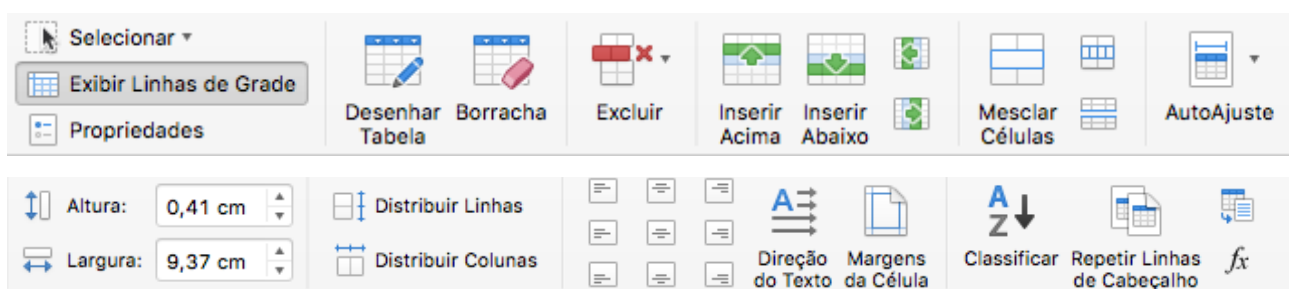 Selecionar
Exibir Linhas de Grade
Propriedades
Desenhar
Tabela
Borracha
Excluir
Inserir
Acima
Inserir
Abaixo
Mesclar
Células
AutoAjuste
Altura: 0,41 cm
Largura: 9,37 cm
Distribuir Linhas
Distribuir Colunas
A
Direção
do Texto
Margens
da Célula
A
Z
Classificar
Repetir Linhas
de Cabeçalho
fx